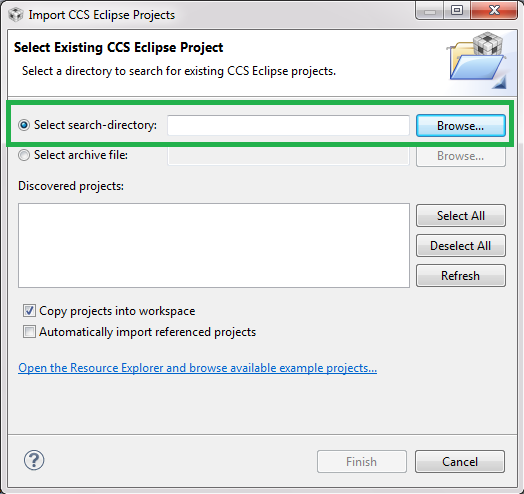 Import CCS Eclipse Projects
Select Existing CCS Eclipse Project
Select a directory to search for existing CCS Eclipse projects.
Select search-directory: Browse...
Select archive file: Browse...
Discovered projects:
Select All
Deselect All
Refresh
Copy projects into workspace
Automatically import referenced projects
Open the Resource Explorer and browse available example projects...
? Finish Cancel